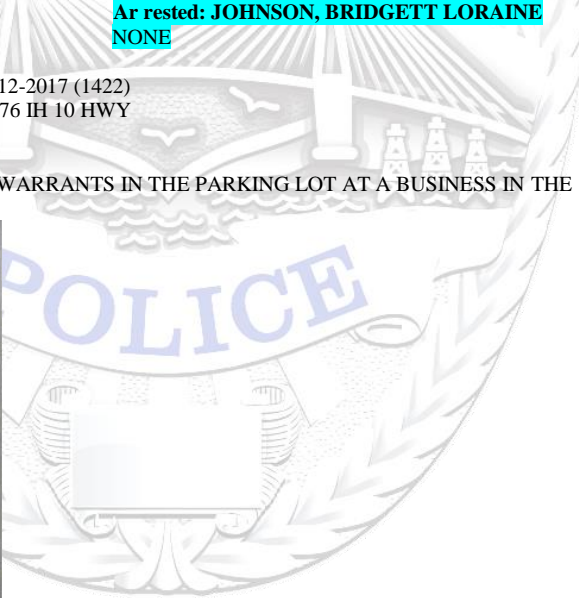 Ar rested: JOHNSON, BRIDGETT LORAINE
NONE
12-2017 (1422)
76 IH 10 HWY
WARRANTS IN THE PARKING LOT AT A BUSINESS IN THE
POLICE